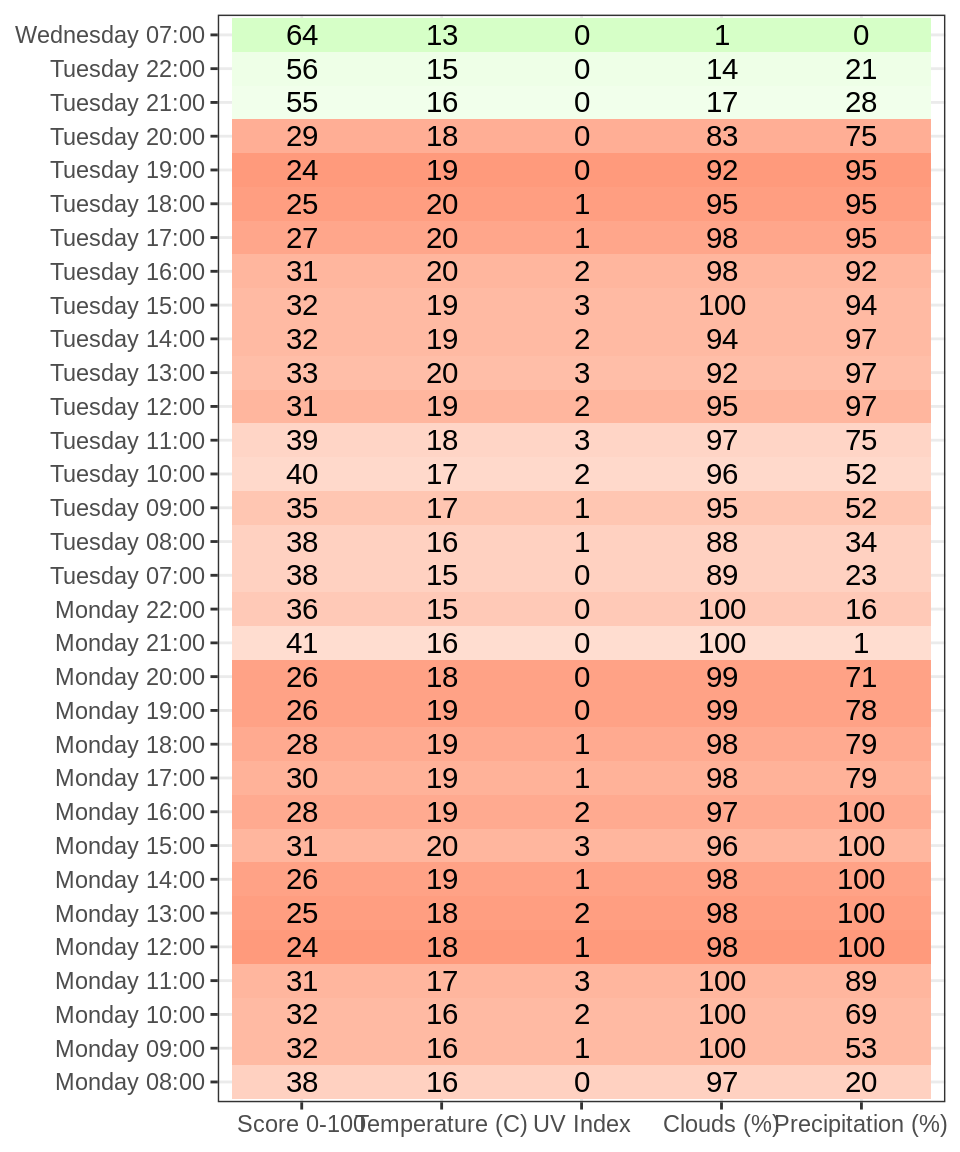 Wednesday 07:00 64 13 0 1 0
Tuesday 22:00 56 15 0 14 21
Tuesday 21:00 55 16 0 17 28
Tuesday 20:00 29 18 0 83 75
Tuesday 19:00 24 19 0 92 95
Tuesday 18:00 25 20 1 95 95
Tuesday 17:00 27 20 1 98 95
Tuesday 16:00 31 20 2 98 92
Tuesday 15:00 32 19 3 100 94
Tuesday 14:00 32 19 2 94 97
Tuesday 13:00 33 20 3 92 97
Tuesday 12:00 31 19 2 95 97
Tuesday 11:00 39 18 3 97 75
Tuesday 10:00 40 17 2 96 52
Tuesday 09:00 35 17 1 95 52
Tuesday 08:00 38 16 1 88 34
Tuesday 07:00 38 15 0 89 23
Monday 22:00 36 15 0 100 16
Monday 21:00 41 16 0 100 1
Monday 20:00 26 18 0 99 71
Monday 19:00 26 19 0 99 78
Monday 18:00 28 19 1 98 79
Monday 17:00 30 19 1 98 79
Monday 16:00 28 19 2 97 100
Monday 15:00 31 20 3 96 100
Monday 14:00 26 19 1 98 100
Monday 13:00 25 18 2 98 100
Monday 12:00 24 18 1 98 100
Monday 11:00 31 17 3 100 89
Monday 10:00 32 16 2 100 69
Monday 09:00 32 16 1 100 53
Monday 08:00 38 16 0 97 20
Score 0-100 Temperature (C) UV Index Clouds (%) Precipitation (%)